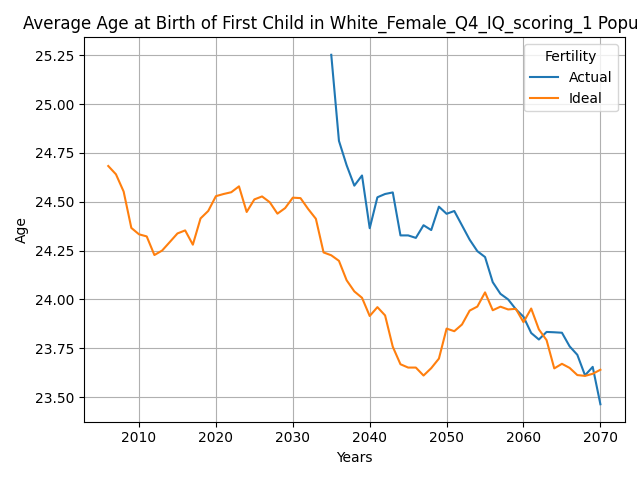 Average Age at Birth of First Child in White_Female_Q4_IQ_scoring_1 Popu
Fertility
Actual
Ideal
25.25
25.00
24.75
24.50
24.25
24.00
23.75
23.50
Age
2010 2020 2030 2040 2050 2060 2070
Years